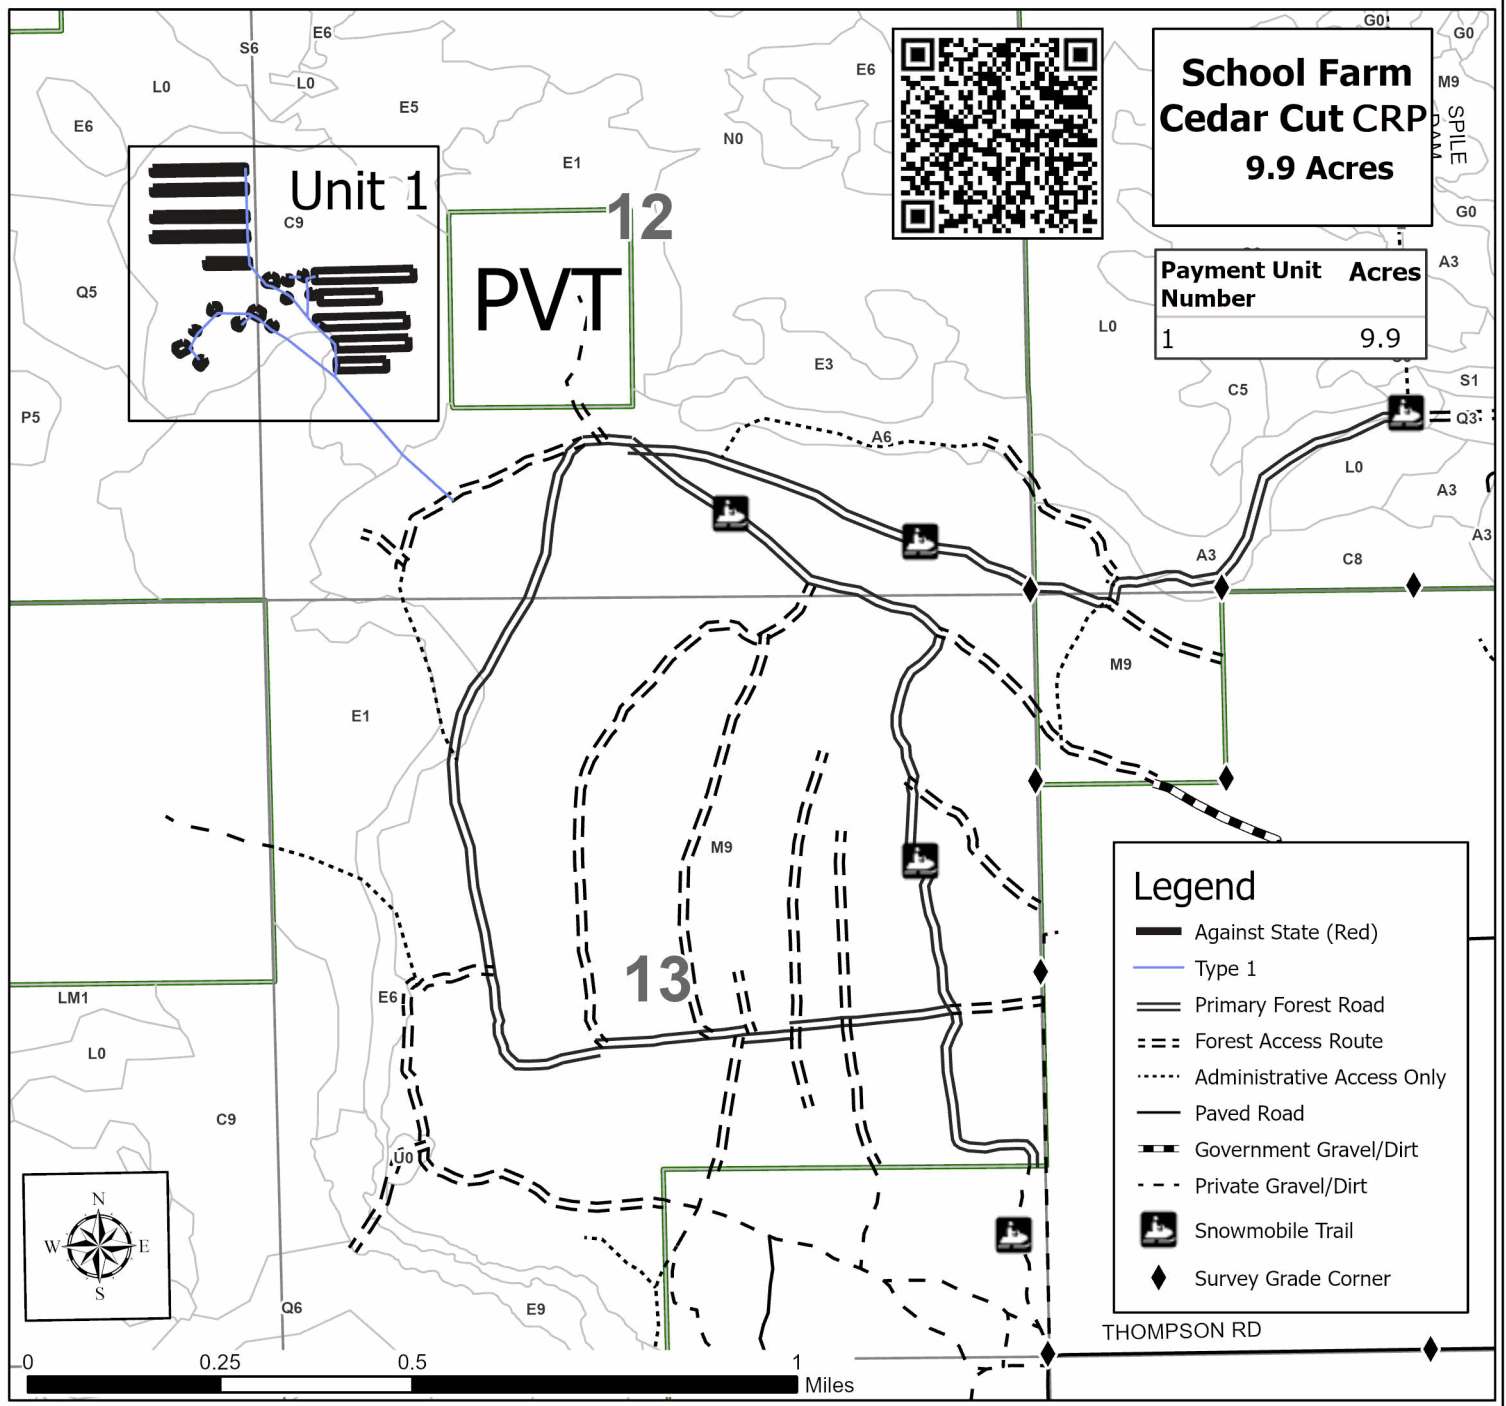 School Farm
Cedar Cut CRP
9.9 Acres
Payment Unit Number Acres
1 9.9
SPILE
DAM
Unit 1
PVT
12
13
S6
E6
L0
L0
E5
E6
E6
N0
E1
C9
Q5
P5
G0
G0
M9
G0
A3
L0
E3
C5
S1
Q3
A6
L0
A3
A3
A3
C8
M9
E1
M9
LM1
L0
E6
C9
U0
Q6
E9
N
W
E
S
Legend
Against State (Red)
Type 1
Primary Forest Road
Forest Access Route
Administrative Access Only
Paved Road
Government Gravel/Dirt
Private Gravel/Dirt
Snowmobile Trail
Survey Grade Corner
THOMPSON RD
0 0.25 0.5 1
Miles